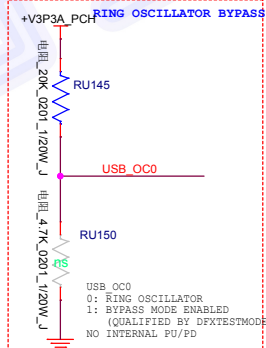 RING OSCILLATOR BYPASS
+V3P3A_PCH
电阻_20K_0201_1/20W_J
RU145
USB_OC0
电阻_4.7K_0201_1/20W_J
RU150
ns
USB_OC0
0: RING OSCILLATOR
1: BYPASS MODE ENABLED
(QUALIFIED BY DFXTESTMODE
NO INTERNAL PU/PD